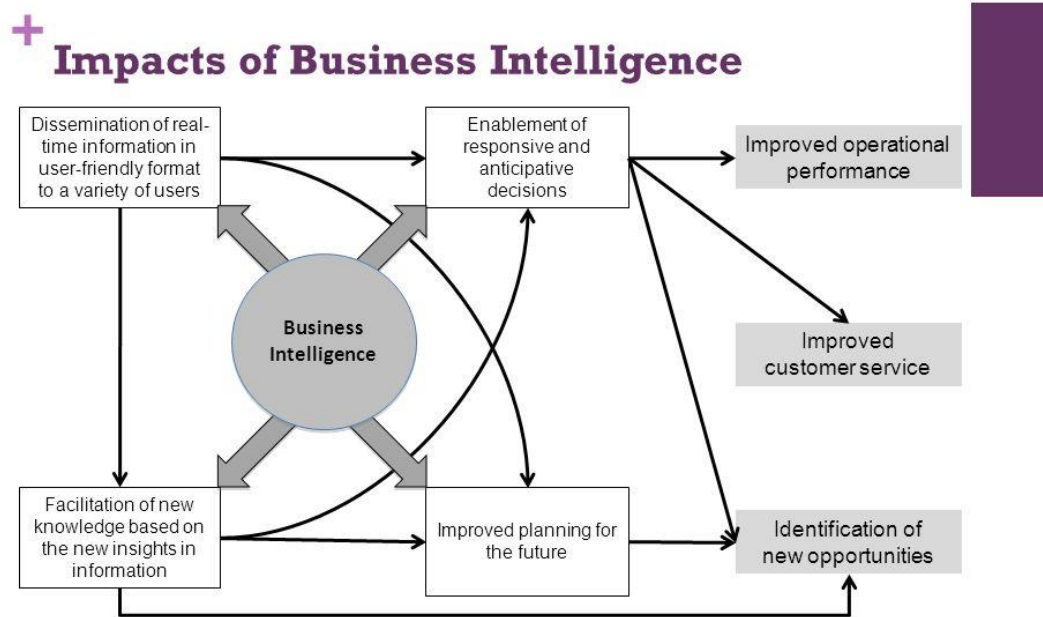 +
Impacts of Business Intelligence
Dissemination of real-
time information in
user-friendly format
to a variety of users
Enablement of
responsive and
anticipative
decisions
Improved operational
performance
Business
Intelligence
Improved
customer service
Facilitation of new
knowledge based on
the new insights in
information
Improved planning for
the future
Identification of
new opportunities